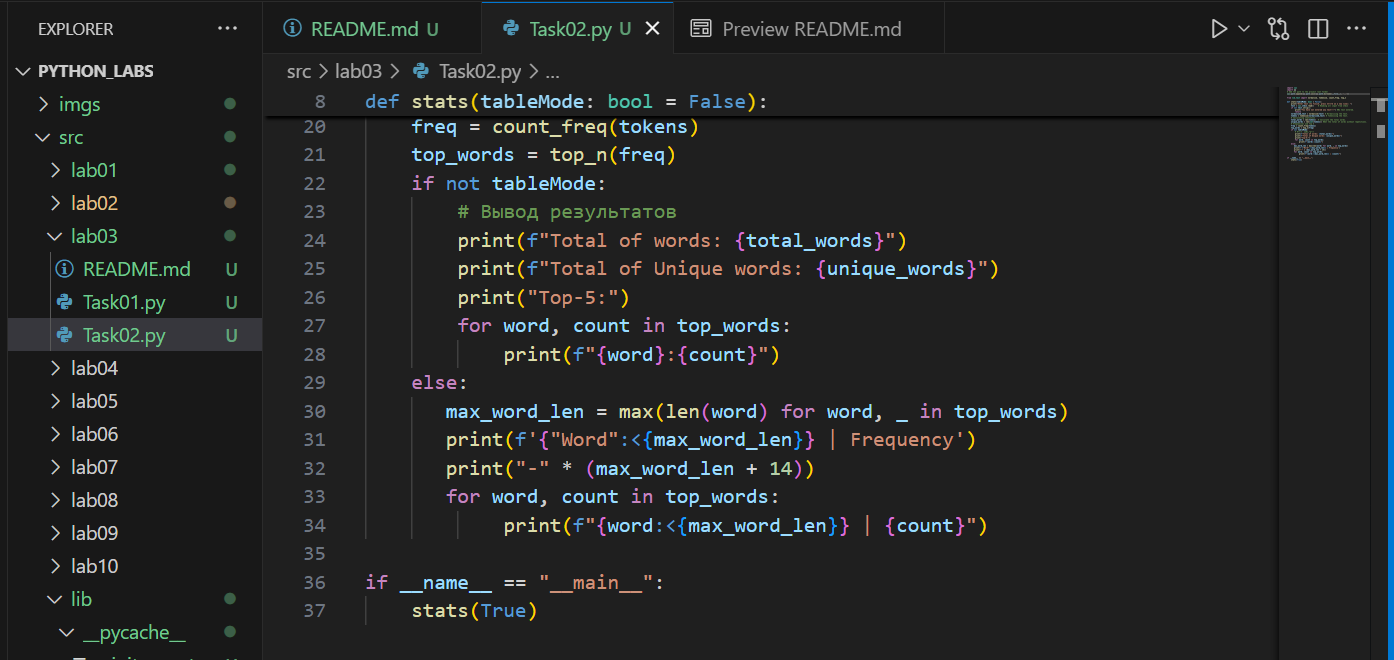 EXPLORER ...
PYTHON_LABS
imgs
src
lab01
lab02
lab03
README.md U
Task01.py U
Task02.py U
lab04
lab05
lab06
lab07
lab08
lab09
lab10
lib
__pycache__
README.md U Task02.py U Preview README.md
src > lab03 > Task02.py > ...
8 def stats(tableMode: bool = False):
20 freq = count_freq(tokens)
21 top_words = top_n(freq)
22 if not tableMode:
23 # Вывод результатов
24 print(f"Total of words: {total_words}")
25 print(f"Total of Unique words: {unique_words}")
26 print("Top-5:")
27 for word, count in top_words:
28 print(f"{word}:{count}")
29 else:
30 max_word_len = max(len(word) for word, _ in top_words)
31 print(f'{"Word":<{max_word_len}} | Frequency')
32 print("-" * (max_word_len + 14))
33 for word, count in top_words:
34 print(f"{word:<{max_word_len}} | {count}")
35
36 if __name__ == "__main__":
37 stats(True)